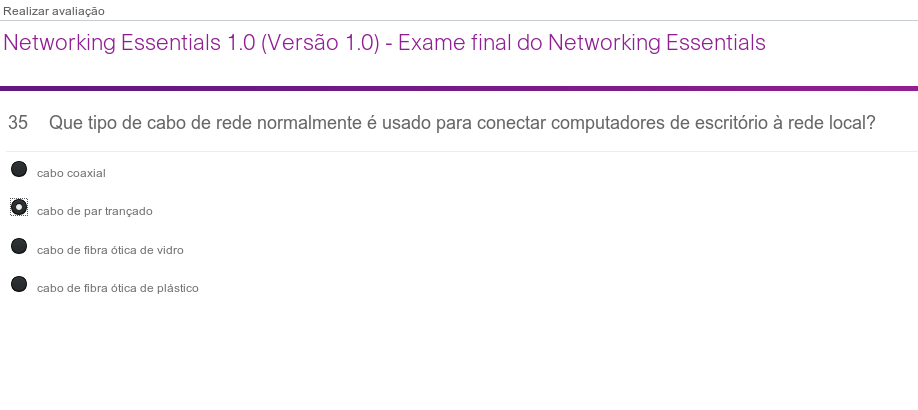 Realizar avaliação
Networking Essentials 1.0 (Versão 1.0) - Exame final do Networking Essentials
35 Que tipo de cabo de rede normalmente é usado para conectar computadores de escritório à rede local?
cabo coaxial
cabo de par trançado
cabo de fibra ótica de vidro
cabo de fibra ótica de plástico